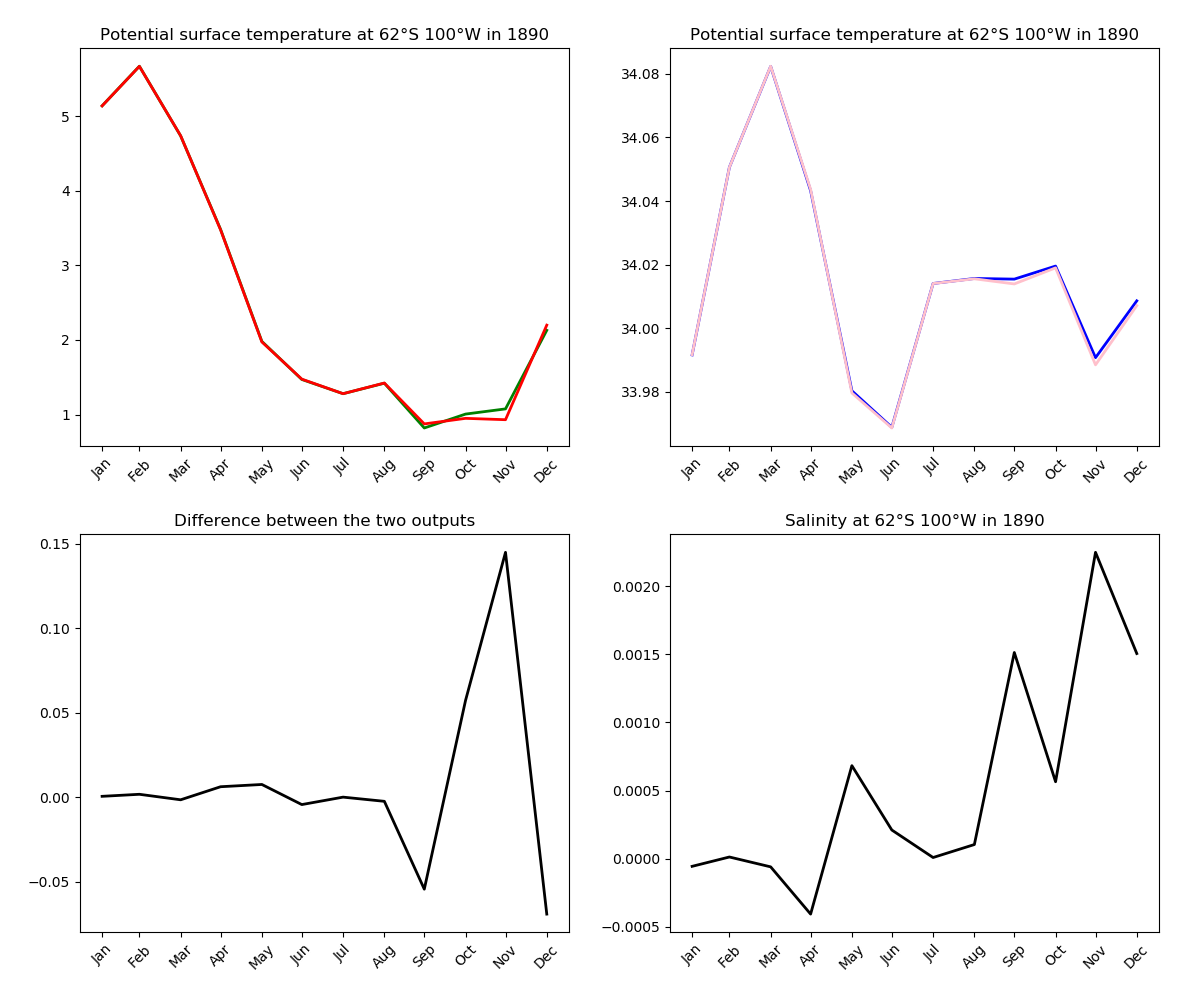 Potential surface temperature at 62°S 100°W in 1890
5
4
3
2
1
Jan Feb Mar Apr May Jun Jul Aug Sep Oct Nov Dec
Potential surface temperature at 62°S 100°W in 1890
34.08
34.06
34.04
34.02
34.00
33.98
Jan Feb Mar Apr May Jun Jul Aug Sep Oct Nov Dec
Difference between the two outputs
0.15
0.10
0.05
0.00
−0.05
Jan Feb Mar Apr May Jun Jul Aug Sep Oct Nov Dec
Salinity at 62°S 100°W in 1890
0.0020
0.0015
0.0010
0.0005
0.0000
−0.0005
Jan Feb Mar Apr May Jun Jul Aug Sep Oct Nov Dec